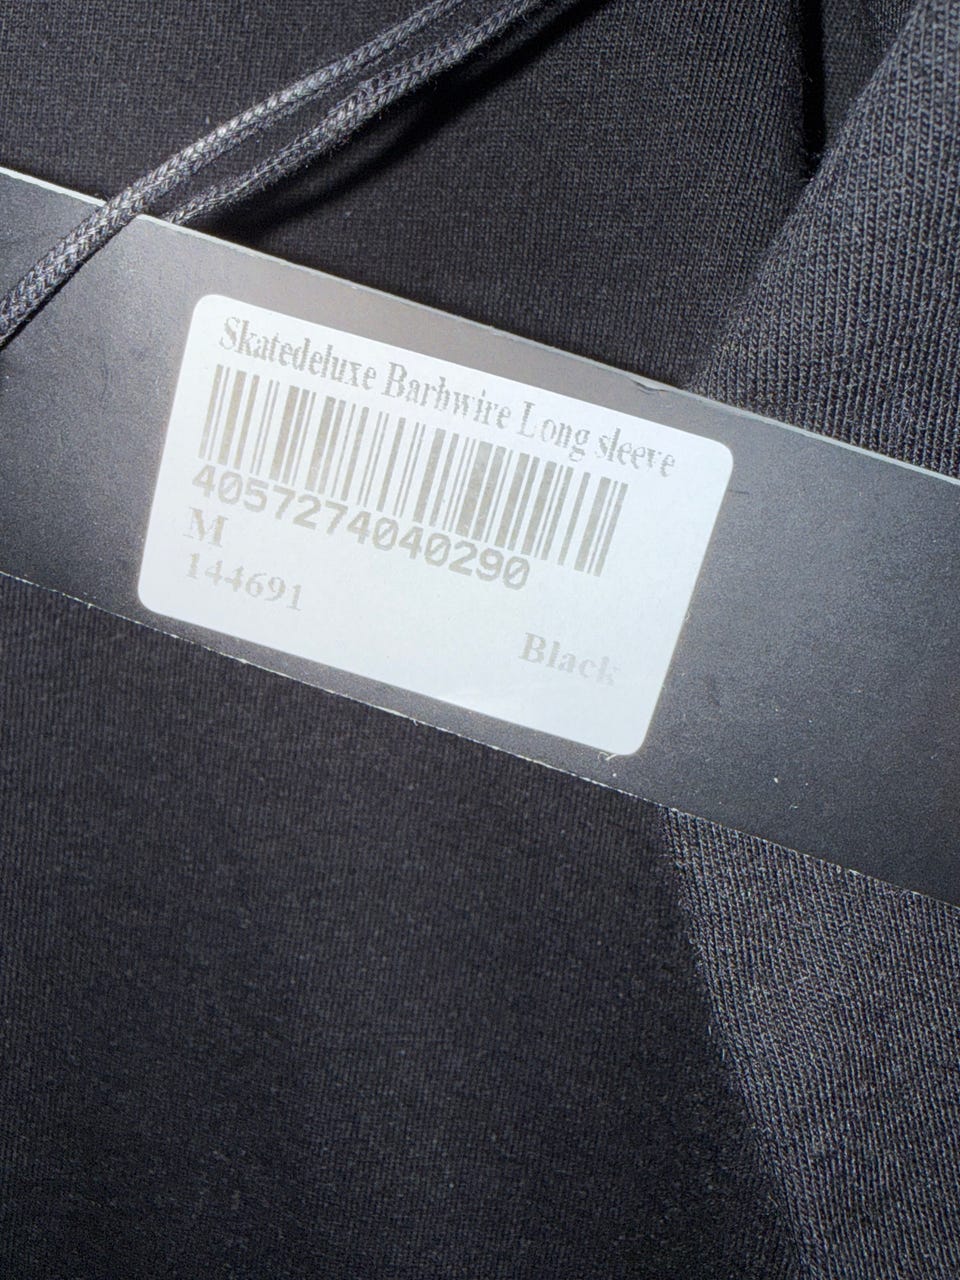 Skatedeluxe Barbwire Long sleeve
4057274040290
M
144691
Black